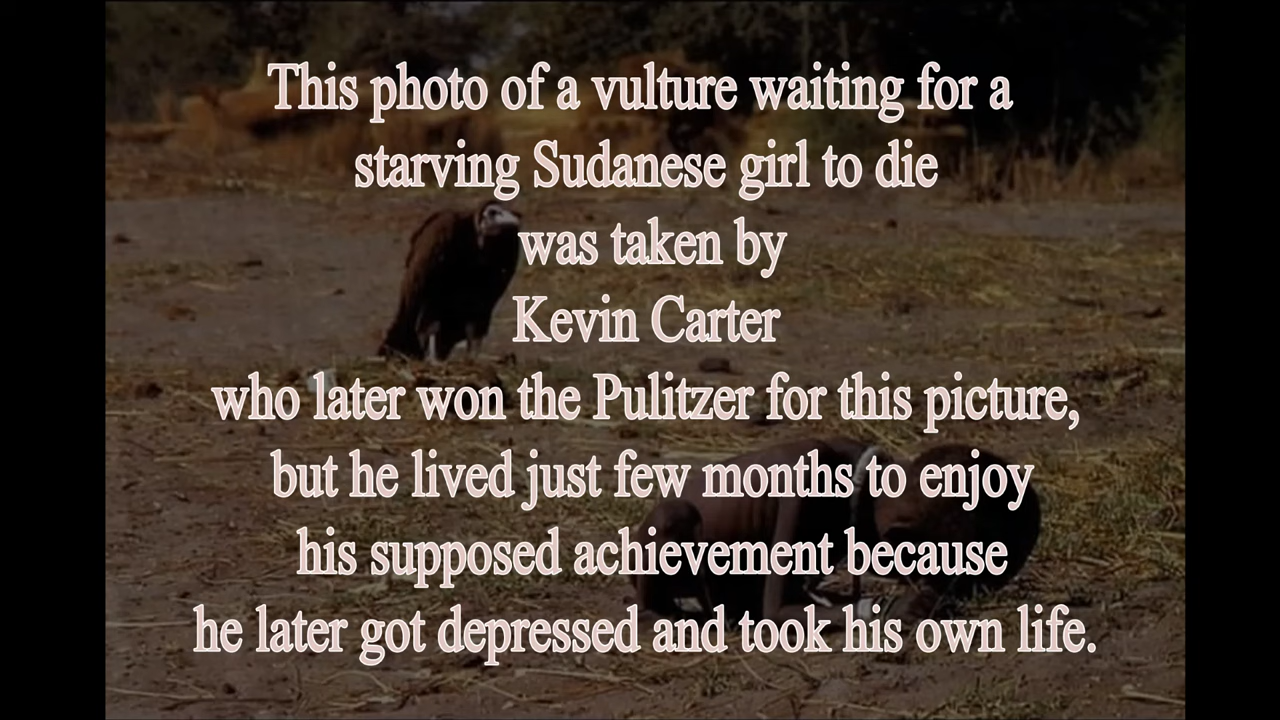 This photo of a vulture waiting for a
starving Sudanese girl to die
was taken by
Kevin Carter
who later won the Pulitzer for this picture,
but he lived just few months to enjoy
his supposed achievement because
he later got depressed and took his own life.